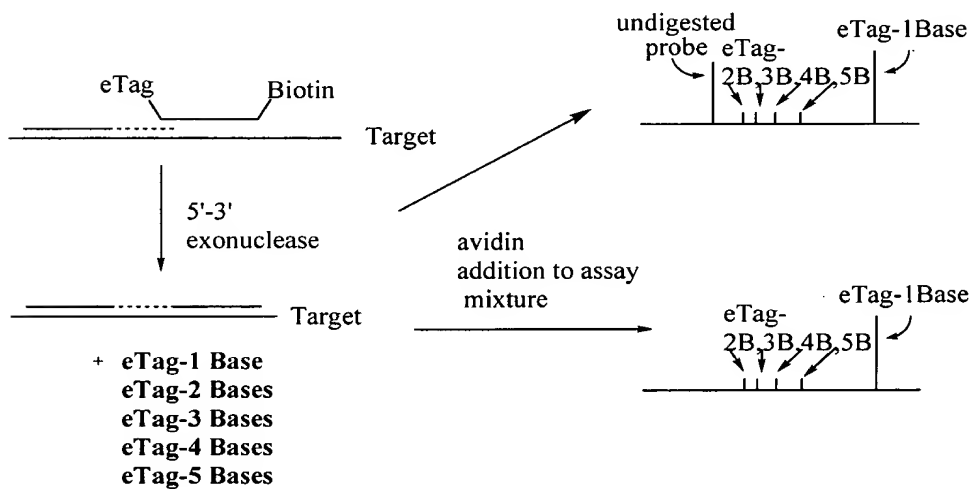 eTag
Biotin
Target
5'-3'
exonuclease
Target
+ eTag-1 Base
eTag-2 Bases
eTag-3 Bases
eTag-4 Bases
eTag-5 Bases
avidin
addition to assay
mixture
undigested
probe
eTag-
2B,3B,4B,5B
eTag-1Base
eTag-
2B,3B,4B,5B
eTag-1Base